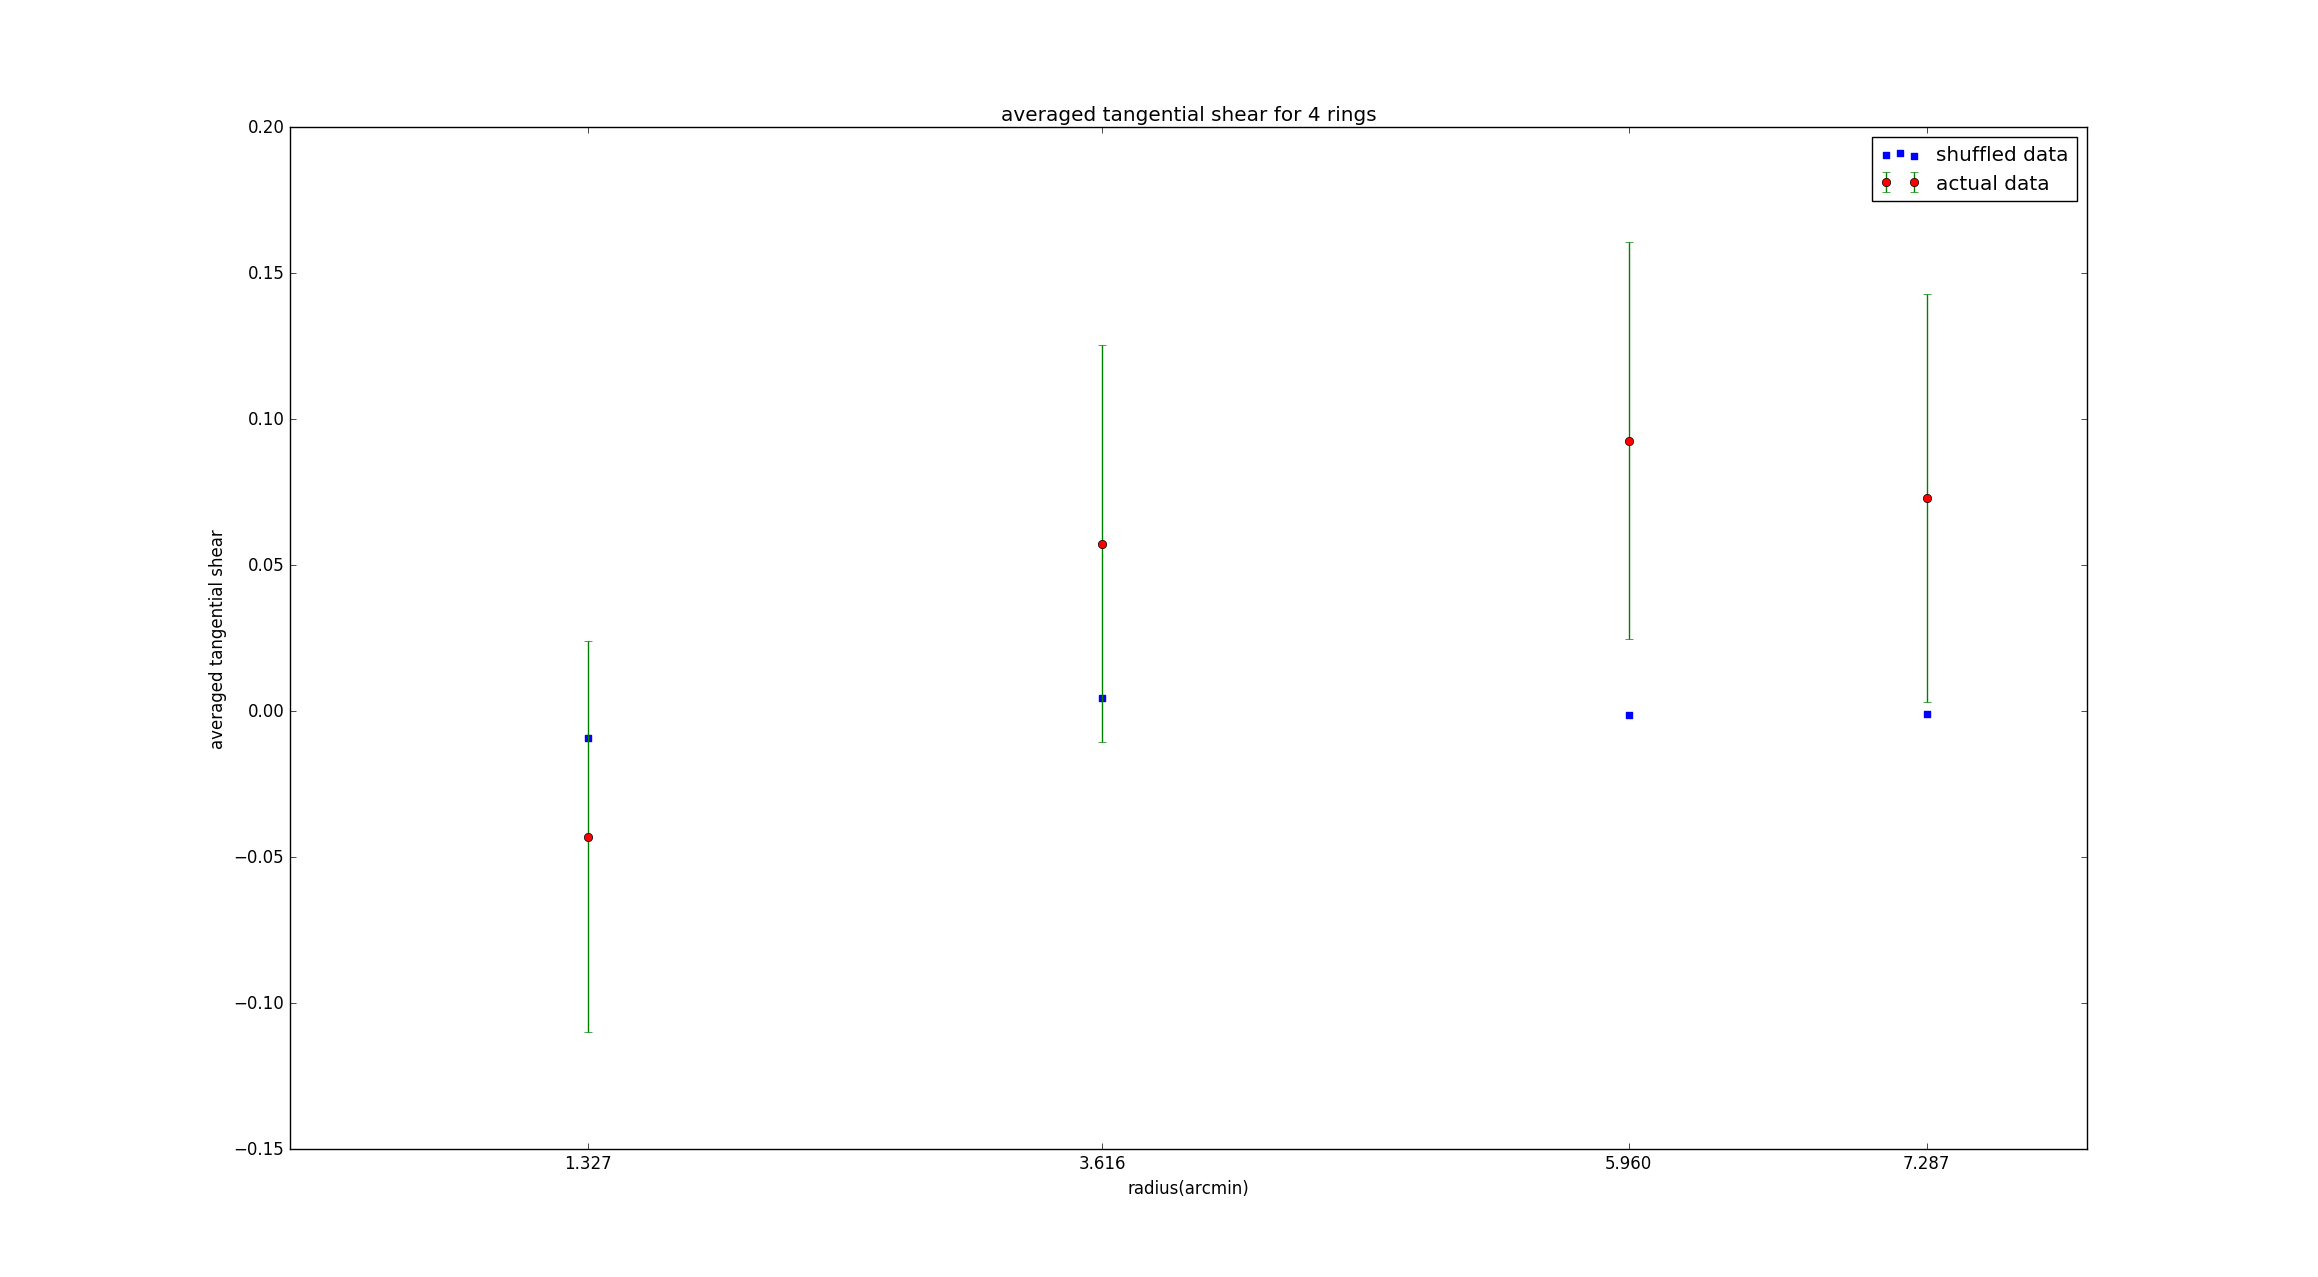 averaged tangential shear for 4 rings
0.20
0.15
0.10
0.05
0.00
−0.05
−0.10
−0.15
averaged tangential shear
shuffled data
actual data
1.327 3.616 5.960 7.287
radius(arcmin)